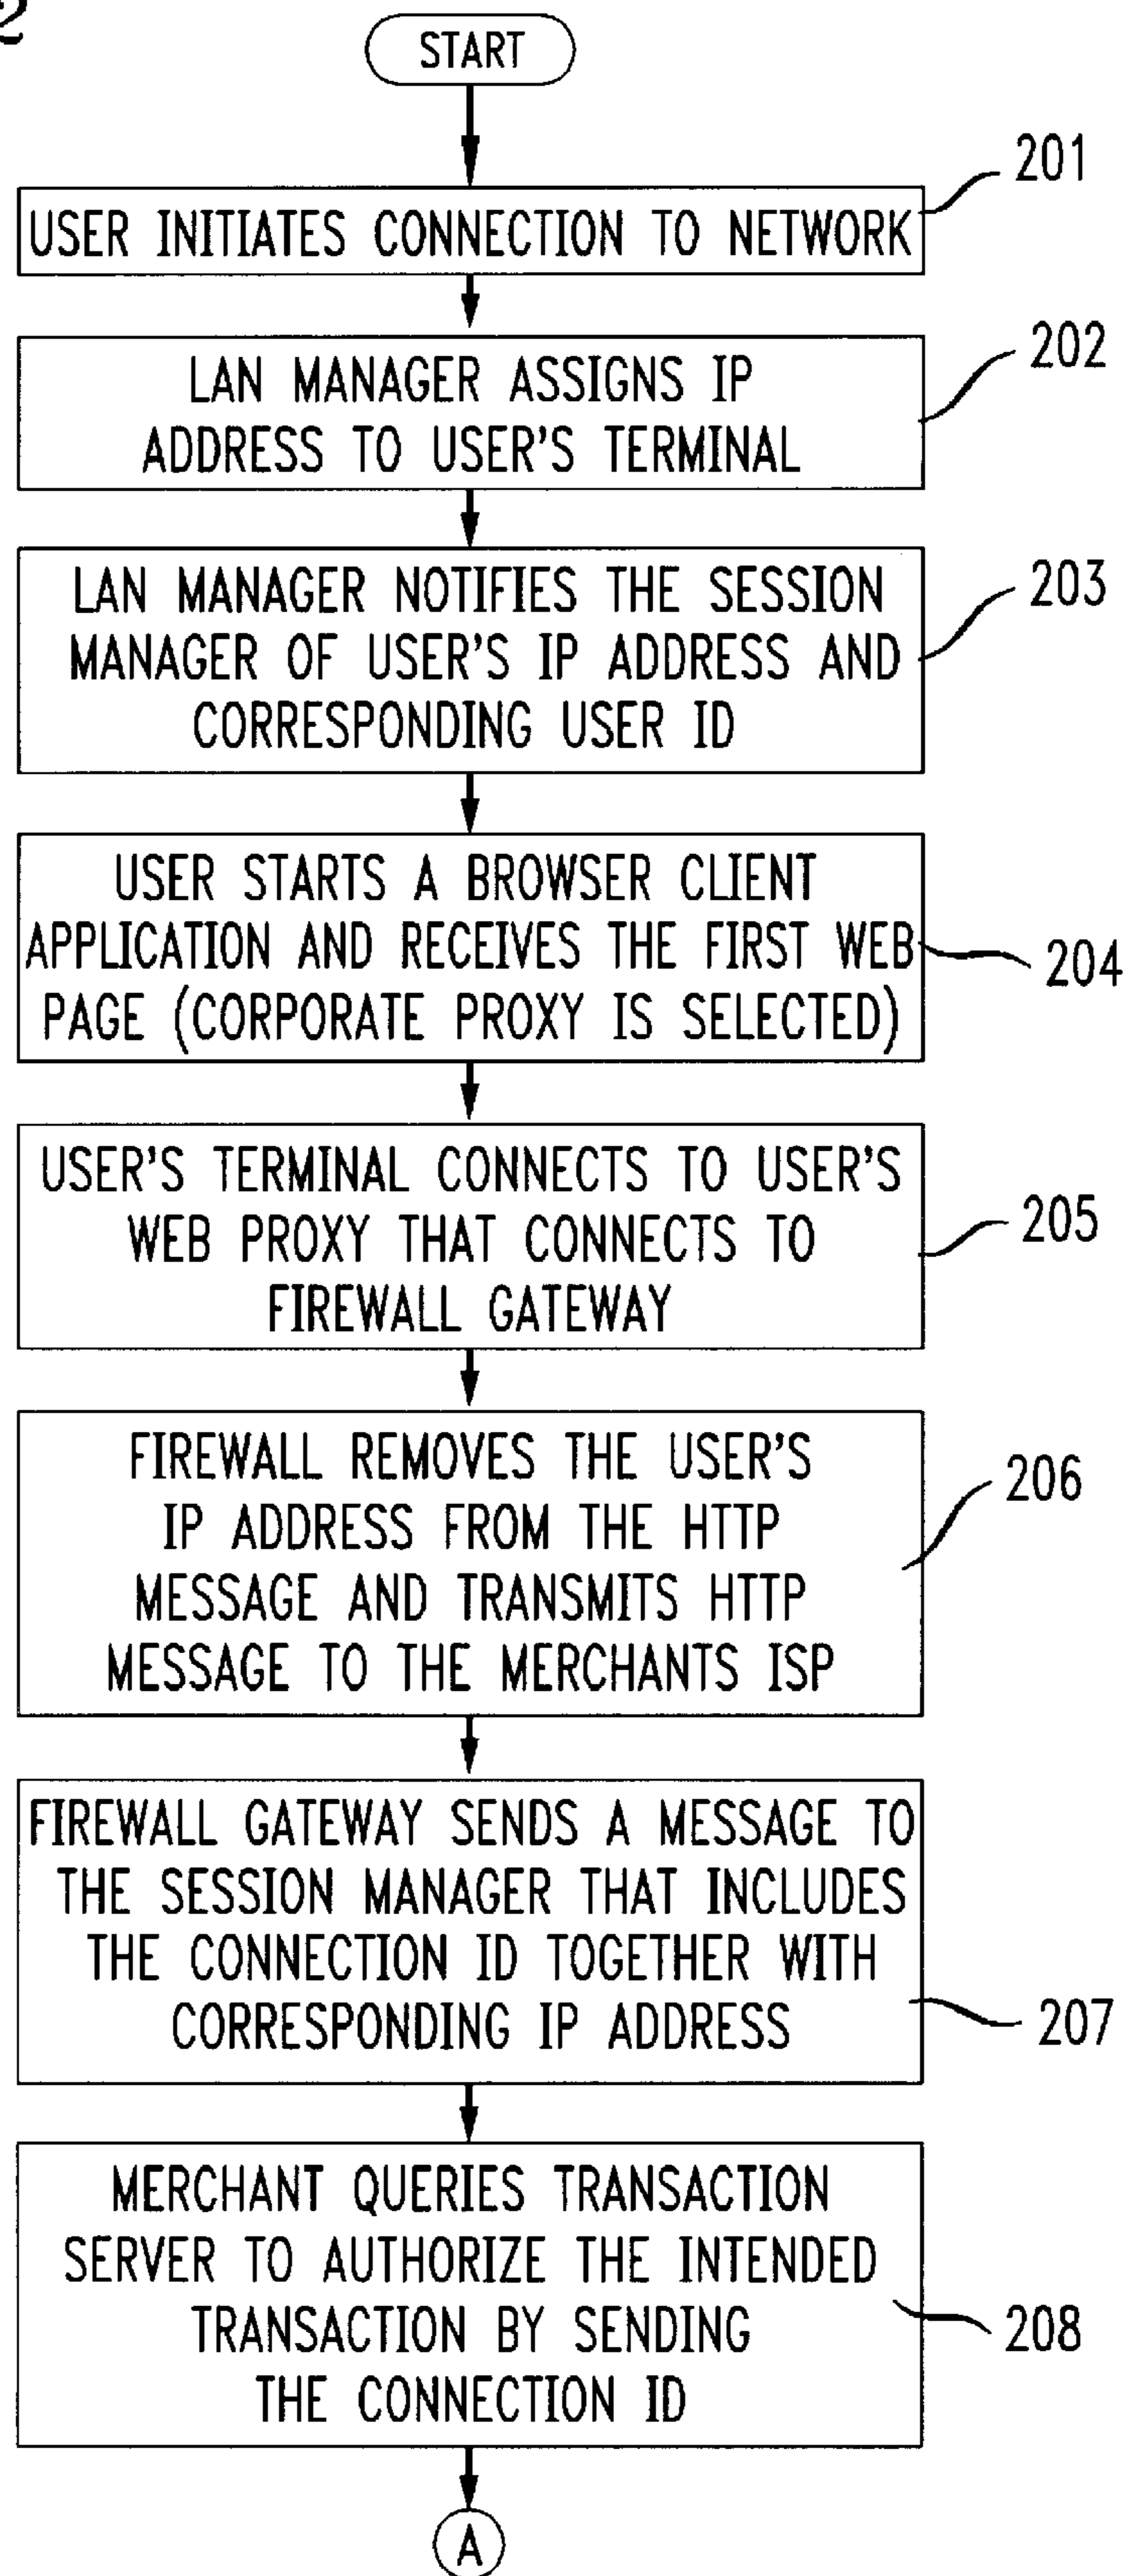 2
START
201
USER INITIATES CONNECTION TO NETWORK
202
LAN MANAGER ASSIGNS IP
ADDRESS TO USER'S TERMINAL
203
LAN MANAGER NOTIFIES THE SESSION
MANAGER OF USER'S IP ADDRESS AND
CORRESPONDING USER ID
USER STARTS A BROWSER CLIENT
APPLICATION AND RECEIVES THE FIRST WEB
204
PAGE (CORPORATE PROXY IS SELECTED)
USER'S TERMINAL CONNECTS TO USER'S
205
WEB PROXY THAT CONNECTS TO
FIREWALL GATEWAY
FIREWALL REMOVES THE USER'S
206
IP ADDRESS FROM THE HTTP
MESSAGE AND TRANSMITS HTTP
MESSAGE TO THE MERCHANTS ISP
FIREWALL GATEWAY SENDS A MESSAGE TO
THE SESSION MANAGER THAT INCLUDES
THE CONNECTION ID TOGETHER WITH
CORRESPONDING IP ADDRESS
207
MERCHANT QUERIES TRANSACTION
SERVER TO AUTHORIZE THE INTENDED
TRANSACTION BY SENDING
208
THE CONNECTION ID
A